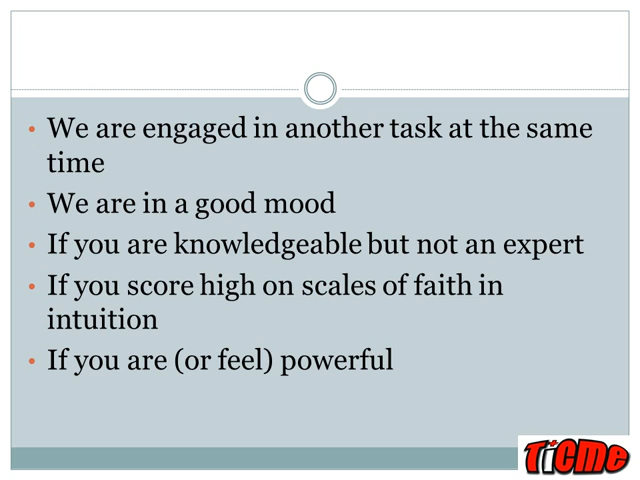 • We are engaged in another task at the same
time
• We are in a good mood
• If you are knowledgeable but not an expert
• If you score high on scales of faith in
intuition
• If you are (or feel) powerful
TiCMe